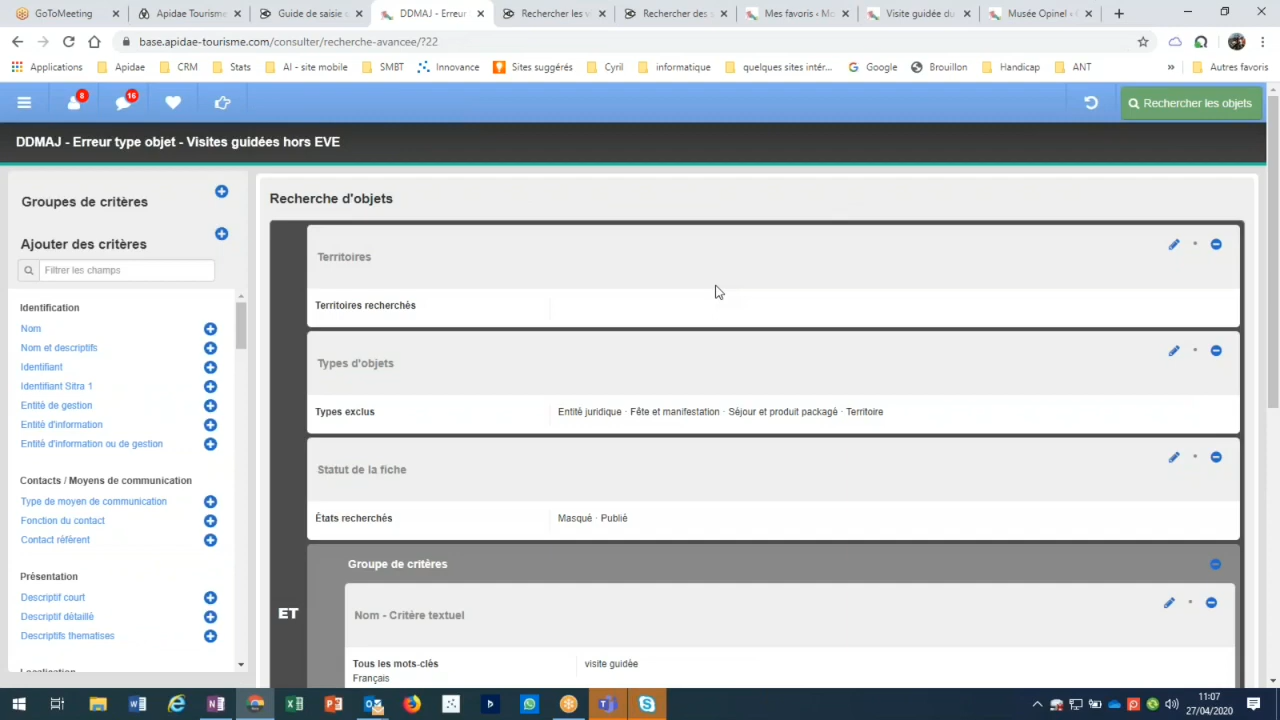 GoToMeeting
Apidae Tourisme
Guide de saisie
DDMAJ - Erreur
Rechercher les
Rechercher des
Mes favoris
Visite guidée du
Musée Opinel
base.apidae-tourisme.com/consulter/recherche-avancee/?22
Applications
Apidae
CRM
Stats
AI - site mobile
SMBT
Innovance
Sites suggérés
Cyril
informatique
quelques sites intér...
Google
Brouillon
Handicap
ANT
»
Autres favoris
8
16
Rechercher les objets
DDMAJ - Erreur type objet - Visites guidées hors EVE
Groupes de critères
Ajouter des critères
Filtrer les champs
Identification
Nom
Nom et descriptifs
Identifiant
Identifiant Sitra 1
Entité de gestion
Entité d'information
Entité d'information ou de gestion
Contacts / Moyens de communication
Type de moyen de communication
Fonction du contact
Contact référent
Présentation
Descriptif court
Descriptif détaillé
Descriptifs thematises
Localisation
Recherche d'objets
Territoires
Territoires recherchés
Types d'objets
Types exclus
Entité juridique · Fête et manifestation · Séjour et produit packagé · Territoire
Statut de la fiche
États recherchés
Masqué · Publié
Groupe de critères
ET
Nom - Critère textuel
Tous les mots-clés
visite guidée
Français
11:07
27/04/2020